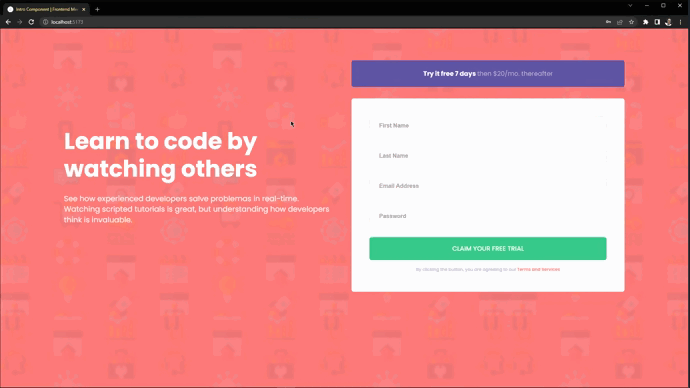 Intro Component | Frontend M
localhost:5173
Try it free 7 days then $20/mo. thereafter
Learn to code by
watching others
See how experienced developers solve problemas in real-time.
Watching scripted tutorials is great, but understanding how developers
think is invaluable.
First Name
Last Name
Email Address
Password
CLAIM YOUR FREE TRIAL
By clicking the button, you are agreeing to our Terms and Services